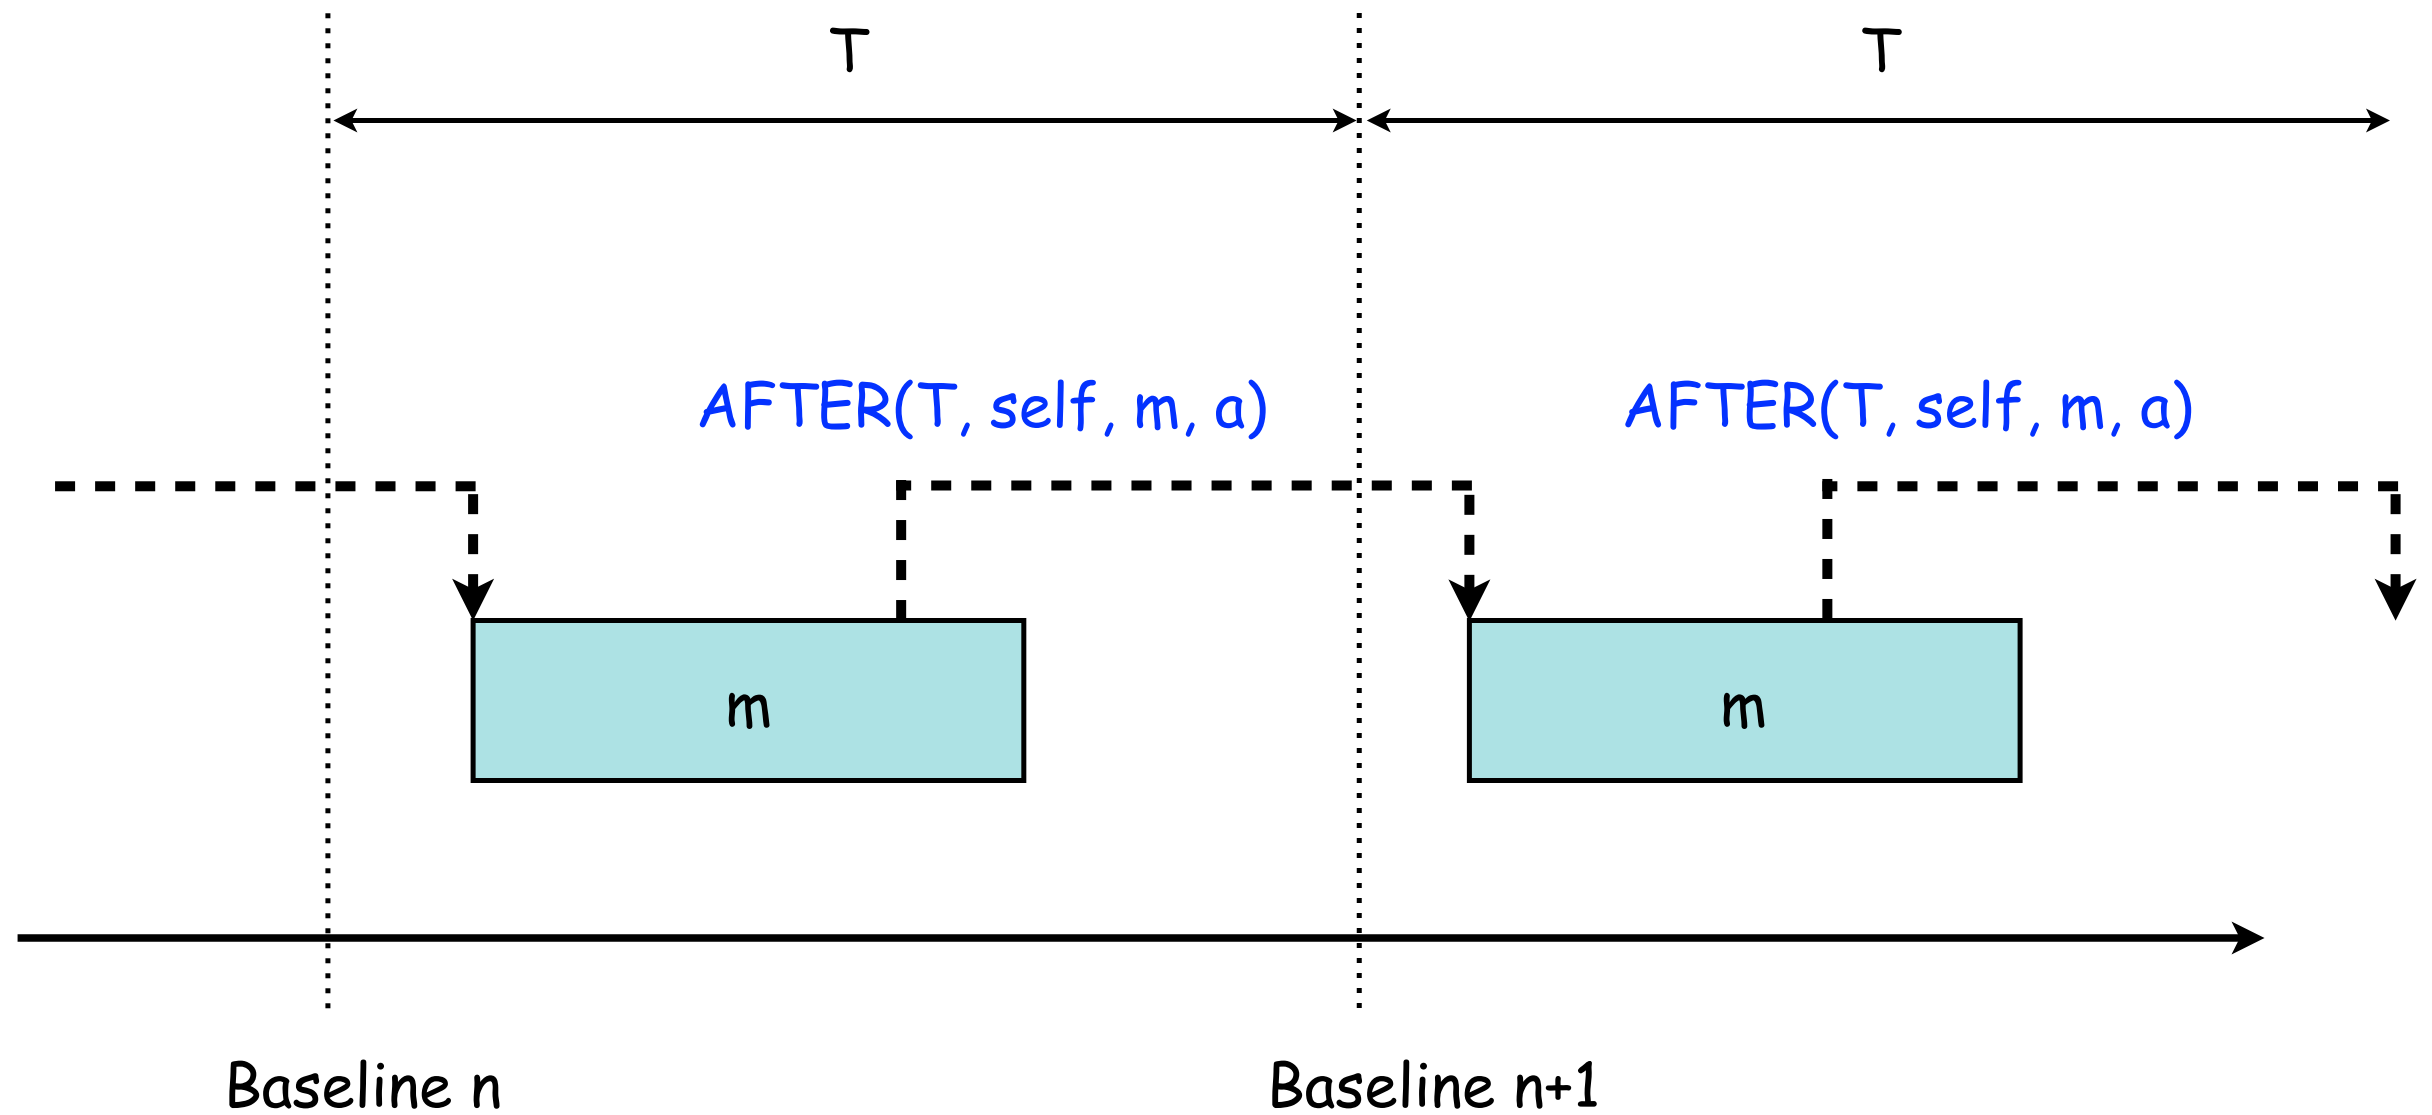 T
T
AFTER(T, self, m, a)
AFTER(T, self, m, a)
m
m
Baseline n
Baseline n+1